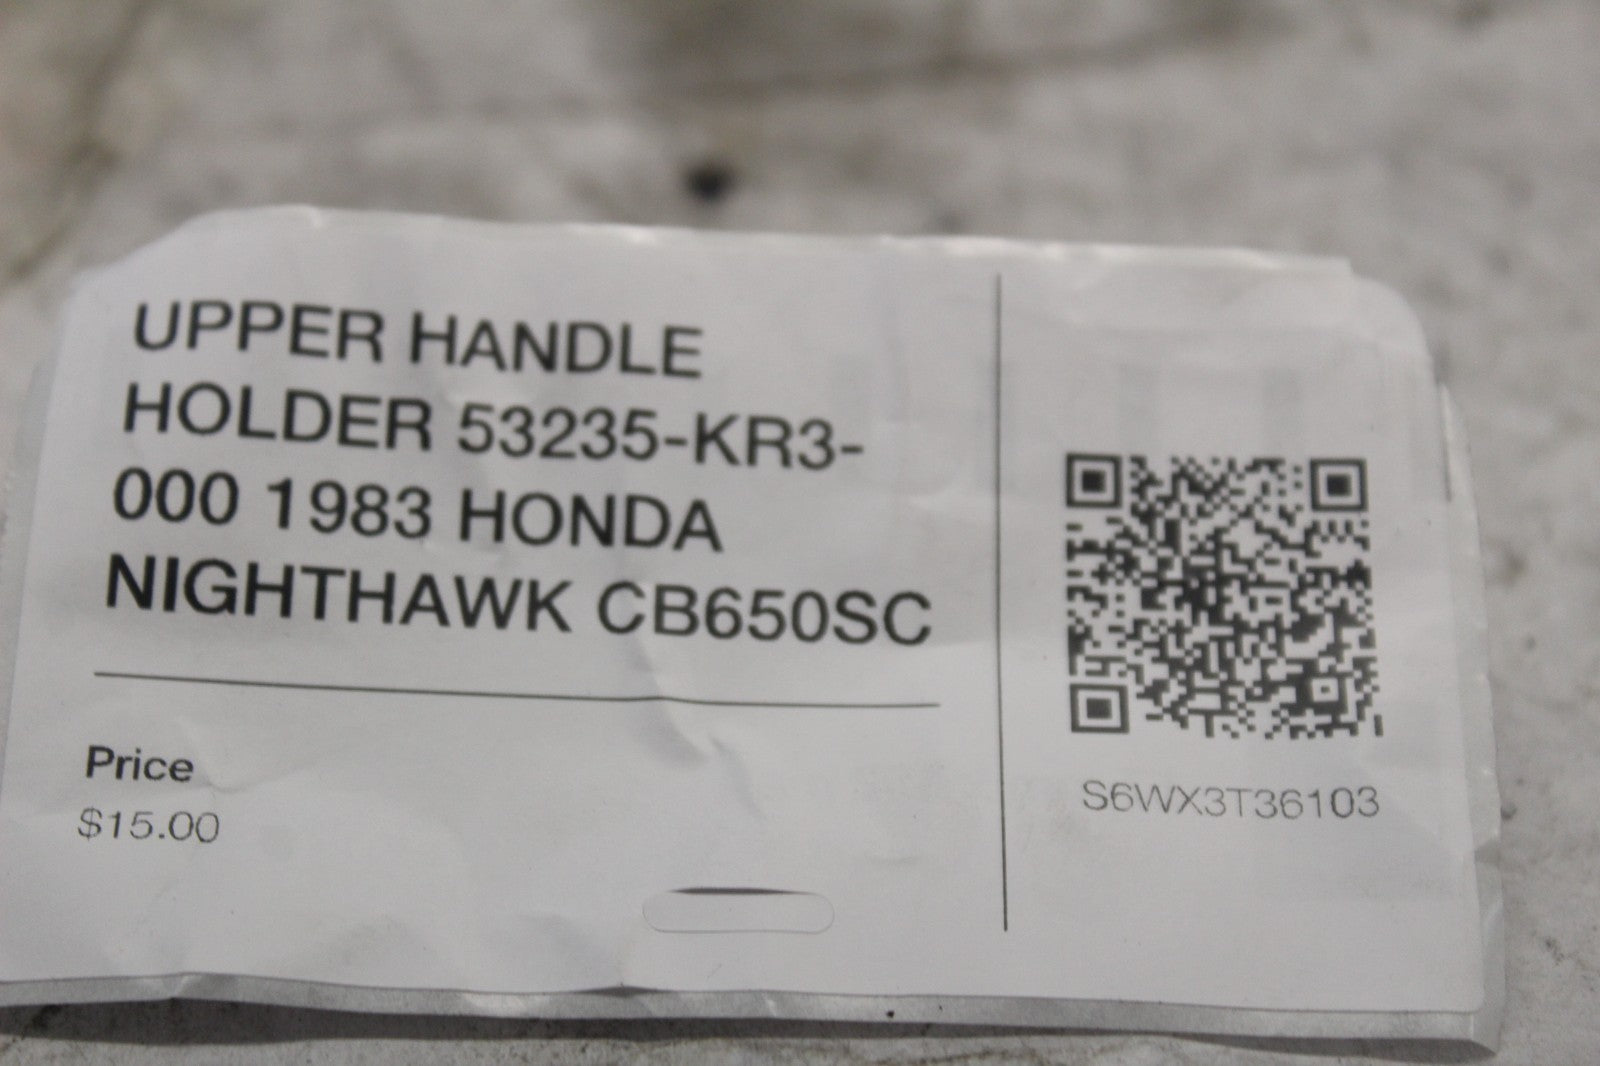 UPPER HANDLE
HOLDER 53235-KR3-
000 1983 HONDA
NIGHTHAWK CB650SC
Price
$15.00
S6WX3T36103